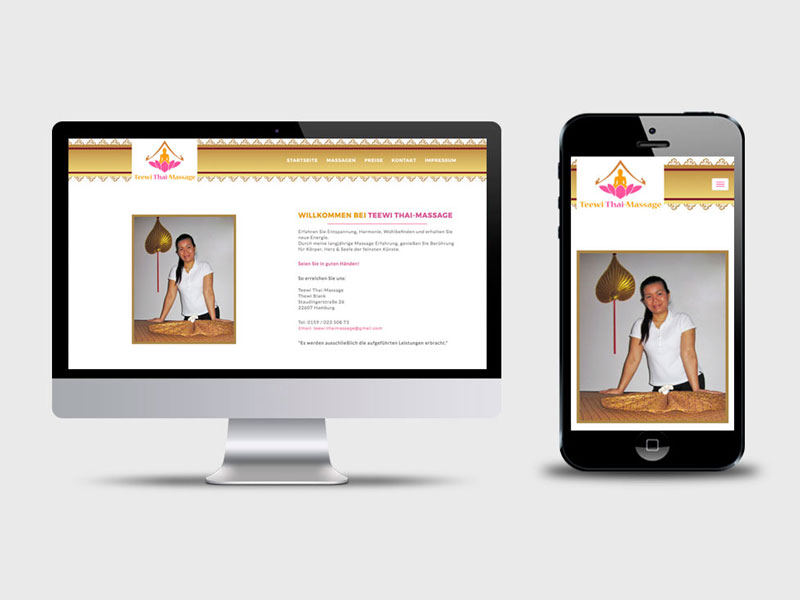 Teewi Thai-Massage
STARTSEITE MASSAGEN PREISE KONTAKT IMPRESSUM
WILLKOMMEN BEI TEEWI THAI-MASSAGE
Erfahren Sie Entspannung, Harmonie, Wohlbefinden und erhalten Sie
neue Energie.
Durch meine langjährige Massage Erfahrung, genießen Sie Berührung
für Körper, Herz & Seele der feinsten Künste.
Seien Sie in guten Händen!
So erreichen Sie uns:
Teewi Thai-Massage
Thewi Blank
Staudingerstraße 26
22607 Hamburg
Tel: 0159 / 023 506 73
Email: teewi.thaimassage@gmail.com
"Es werden ausschließlich die aufgeführten Leistungen erbracht."
Teewi Thai-Massage